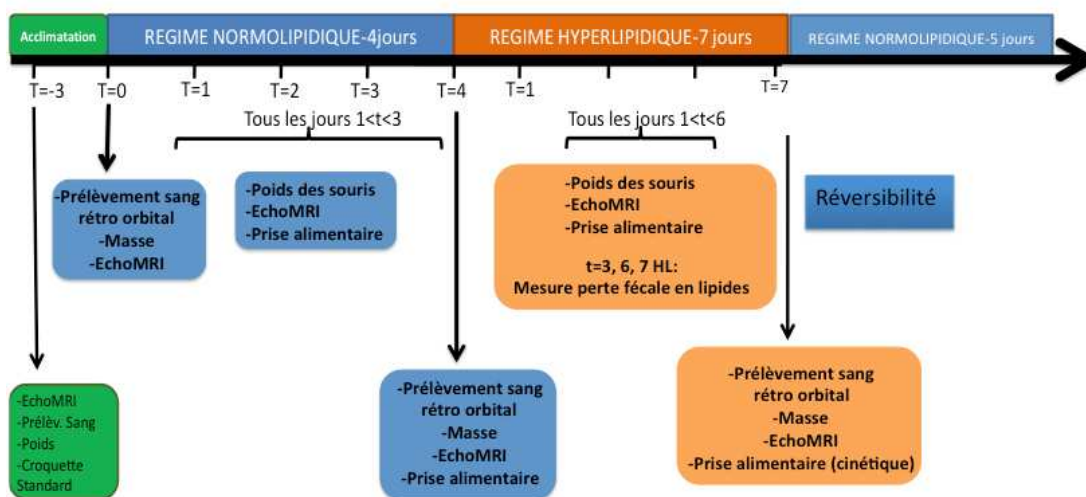 Acclimatation
REGIME NORMOLIPIDIQUE-4jours
REGIME HYPERLIPIDIQUE-7 jours
REGIME NORMOLIPIDIQUE-5 jours
T=-3
T=0
T=1
T=2
T=3
T=4
T=1
T=7
Tous les jours 1<t<3
Tous les jours 1<t<6
-Prélèvement sang
rétro orbital
-Masse
-EchoMRI
-Poids des souris
-EchoMRI
-Prise alimentaire
-Poids des souris
-EchoMRI
-Prise alimentaire
t=3, 6, 7 HL:
Mesure perte fécale en lipides
Réversibilité
-EchoMRI
-Prélèv. Sang
-Poids
-Croquette
Standard
-Prélèvement sang
rétro orbital
-Masse
-EchoMRI
-Prise alimentaire
-Prélèvement sang
rétro orbital
-Masse
-EchoMRI
-Prise alimentaire (cinétique)